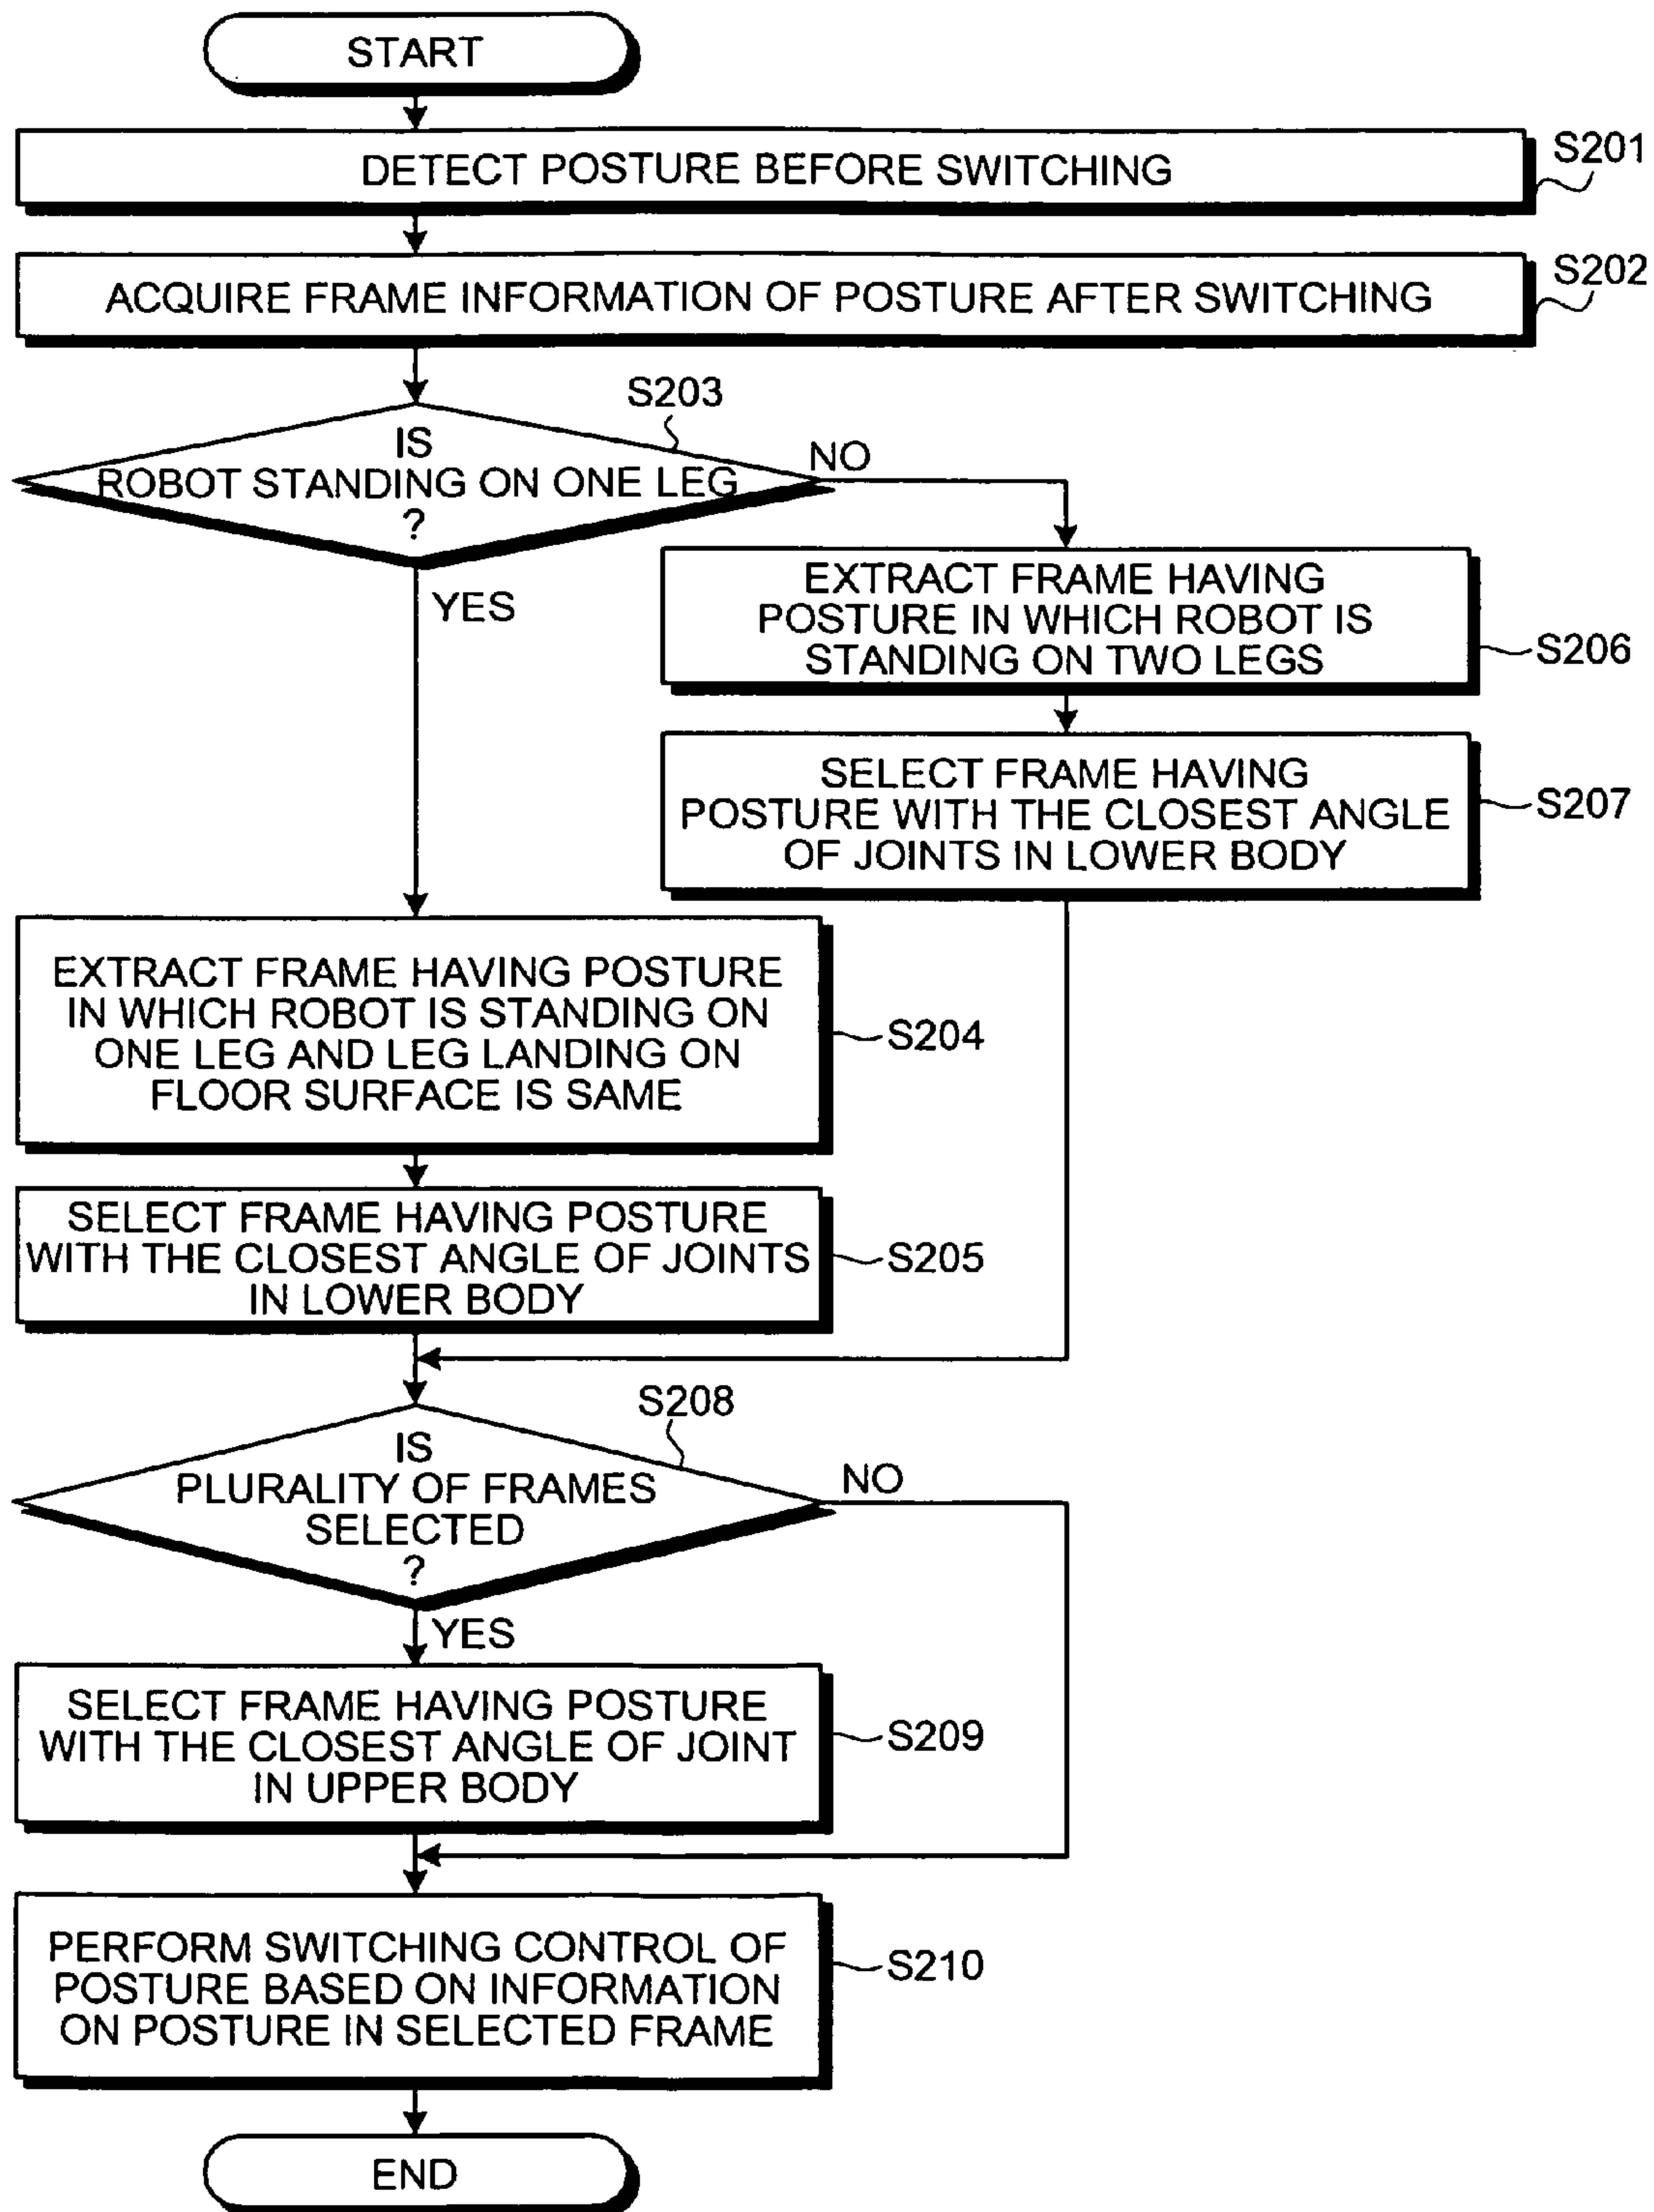 START
DETECT POSTURE BEFORE SWITCHING
S201
ACQUIRE FRAME INFORMATION OF POSTURE AFTER SWITCHING
S202
S203
IS
ROBOT STANDING ON ONE LEG
?
NO
YES
EXTRACT FRAME HAVING
POSTURE IN WHICH ROBOT IS
STANDING ON TWO LEGS
S206
SELECT FRAME HAVING
POSTURE WITH THE CLOSEST ANGLE
OF JOINTS IN LOWER BODY
S207
EXTRACT FRAME HAVING POSTURE
IN WHICH ROBOT IS STANDING ON
ONE LEG AND LEG LANDING ON
FLOOR SURFACE IS SAME
S204
SELECT FRAME HAVING POSTURE
WITH THE CLOSEST ANGLE OF JOINTS
IN LOWER BODY
S205
S208
IS
PLURALITY OF FRAMES
SELECTED
?
NO
YES
SELECT FRAME HAVING POSTURE
WITH THE CLOSEST ANGLE OF JOINT
IN UPPER BODY
S209
PERFORM SWITCHING CONTROL OF
POSTURE BASED ON INFORMATION
ON POSTURE IN SELECTED FRAME
S210
END